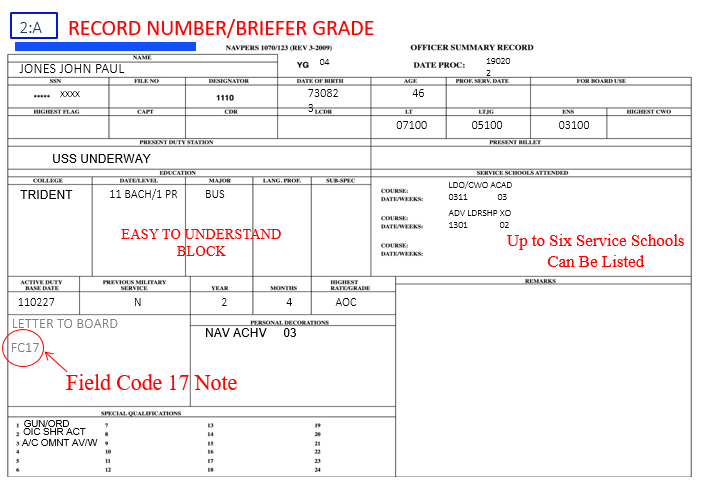 2:A RECORD NUMBER/BRIEFER GRADE
NAVPERS 1070/123 (REV 3-2009) OFFICER SUMMARY RECORD
NAME
JONES JOHN PAUL YG 04 DATE PROC: 19020
2
SSN FILE NO DESIGNATOR DATE OF BIRTH AGE PROF. SERV. DATE FOR BOARD USE
***** XXXX 1110 73082 46
3
HIGHEST FLAG CAPT CDR LCDR LT LTJG ENS HIGHEST CWO
07100 05100 03100
PRESENT DUTY STATION PRESENT BILLET
USS UNDERWAY
EDUCATION SERVICE SCHOOLS ATTENDED
COLLEGE DATE/LEVEL MAJOR LANG. PROF. SUB-SPEC
TRIDENT 11 BACH/1 PR BUS
COURSE: LDO/CWO ACAD
DATE/WEEKS: 0311 03
COURSE: ADV LDRSHP XO
DATE/WEEKS: 1301 02
EASY TO UNDERSTAND
BLOCK
COURSE:
DATE/WEEKS:
Up to Six Service Schools
Can Be Listed
ACTIVE DUTY
BASE DATE PREVIOUS MILITARY
SERVICE YEAR MONTHS HIGHEST
RATE/GRADE REMARKS
110227 N 2 4 AOC
LETTER TO BOARD PERSONAL DECORATIONS
NAV ACHV 03
FC17
Field Code 17 Note
SPECIAL QUALIFICATIONS
1 GUN/ORD 7 13 19
2 OIC SHR ACT 8 14 20
3 A/C OMNT AV/W 9 15 21
4 10 16 22
5 11 17 23
6 12 18 24